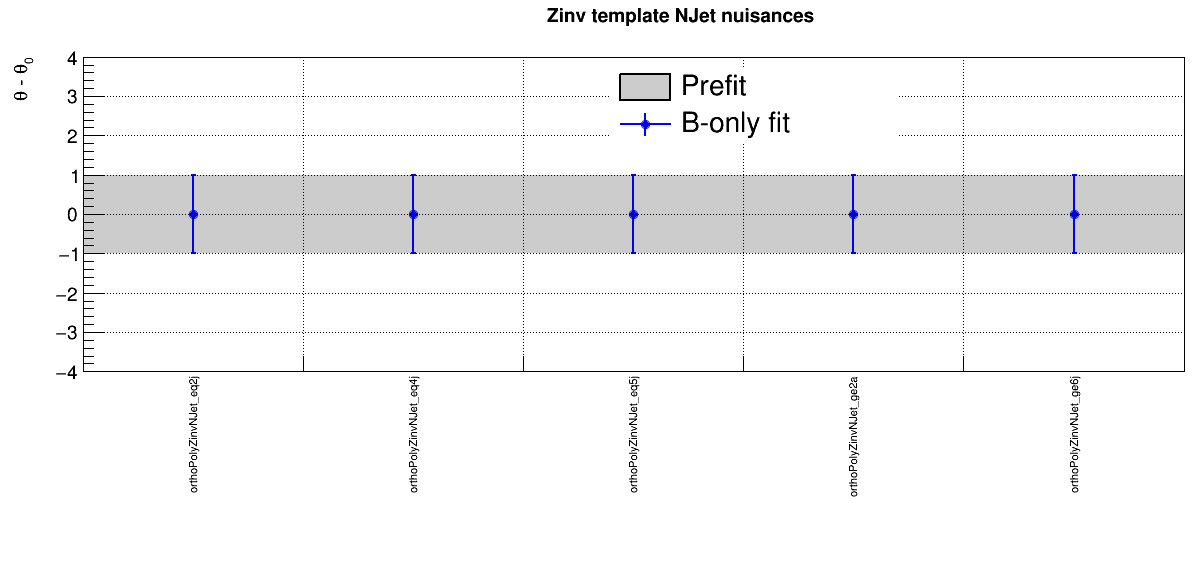 Zinv template NJet nuisances
θ - θ0
4
3
2
1
0
−1
−2
−3
−4
Prefit
B-only fit
orthoPolyZinvNJet_eq2j
orthoPolyZinvNJet_eq4j
orthoPolyZinvNJet_eq5j
orthoPolyZinvNJet_ge2a
orthoPolyZinvNJet_ge6j